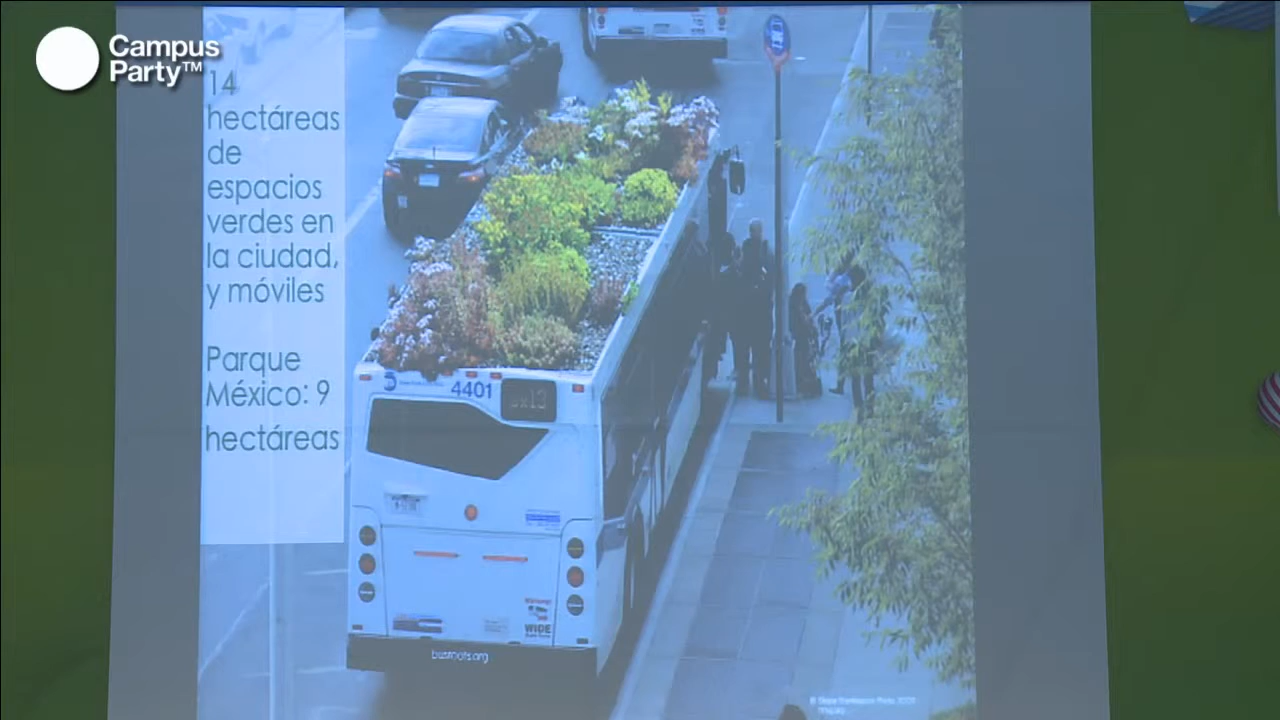 Campus
Party™
14
hectáreas
de
espacios
verdes en
la ciudad,
y móviles
Parque
México: 9
hectáreas
4401
13
WIDE
busroots.org